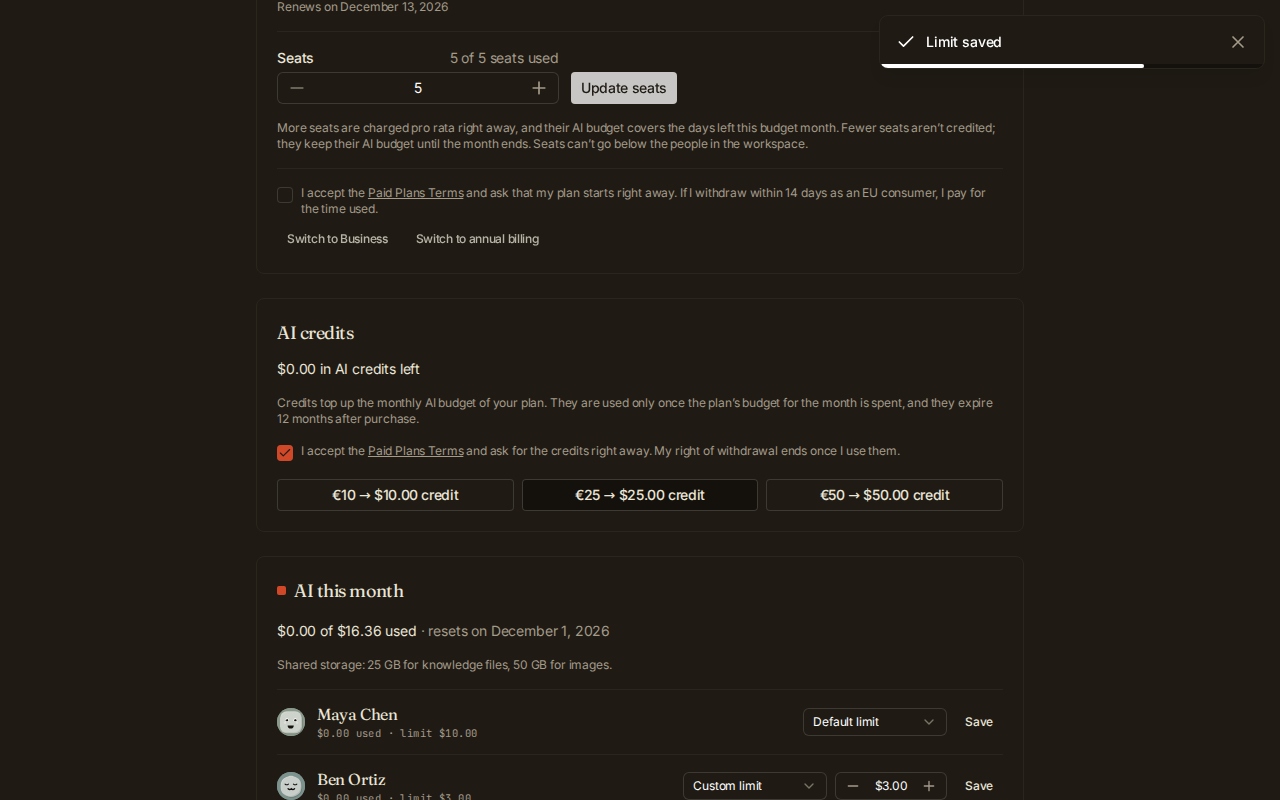 Renews on December 13, 2026
Limit saved
Seats
5 of 5 seats used
5
Update seats
More seats are charged pro rata right away, and their AI budget covers the days left this budget month. Fewer seats aren't credited;
they keep their AI budget until the month ends. Seats can't go below the people in the workspace.
I accept the Paid Plans Terms and ask that my plan starts right away. If I withdraw within 14 days as an EU consumer, I pay for
the time used.
Switch to Business
Switch to annual billing
AI credits
$0.00 in AI credits left
Credits top up the monthly AI budget of your plan. They are used only once the plan's budget for the month is spent, and they expire
12 months after purchase.
I accept the Paid Plans Terms and ask for the credits right away. My right of withdrawal ends once I use them.
€10 → $10.00 credit
€25 → $25.00 credit
€50 → $50.00 credit
AI this month
$0.00 of $16.36 used · resets on December 1, 2026
Shared storage: 25 GB for knowledge files, 50 GB for images.
Maya Chen
$0.00 used · limit $10.00
Default limit
Save
Ben Ortiz
$0.00 used · limit $3.00
Custom limit
$3.00
Save